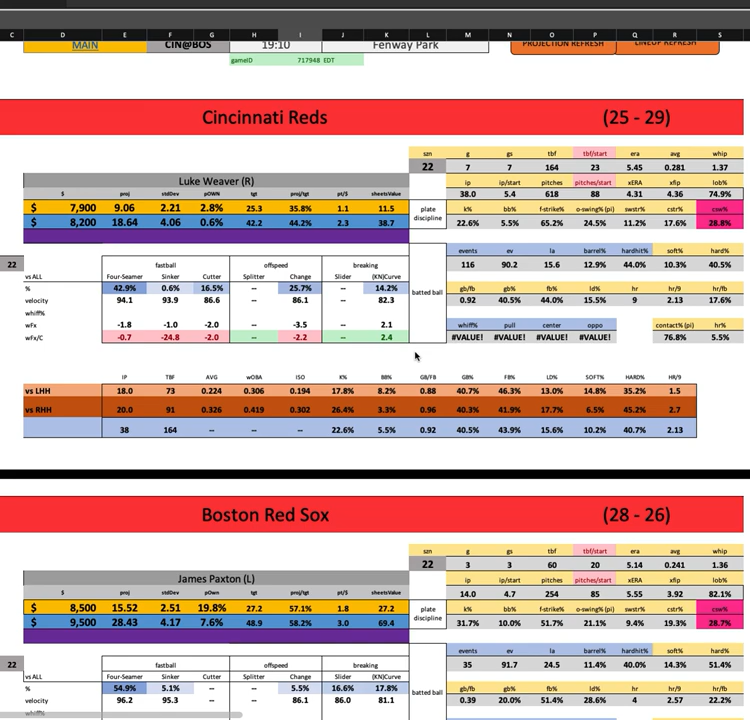 C D E F G H I J K L M N O P Q R S
MAIN CIN@BOS 19:10 Fenway Park PROJECTION REFRESH LINEUP REFRESH
gameID 717948 EDT
Cincinnati Reds (25 - 29)
szn g gs tbf tbf/start era avg whip
22 7 7 164 23 5.45 0.281 1.37
Luke Weaver (R) ip ip/start pitches pitches/start xERA xfip lob%
$ proj stdDev pOWN tgt proj/tgt pt/$ sheetsValue 38.0 5.4 618 88 4.31 4.36 74.9%
$ 7,900 9.06 2.21 2.8% 25.3 35.8% 1.1 11.5 plate discipline k% bb% f-strike% o-swing% (pi) swstr% cstr% csw%
$ 8,200 18.64 4.06 0.6% 42.2 44.2% 2.3 38.7 22.6% 5.5% 65.2% 24.5% 11.2% 17.6% 28.8%
events ev la barrel% hardhit% soft% hard%
22 fastball offspeed breaking 116 90.2 15.6 12.9% 44.0% 10.3% 40.5%
vs ALL Four-Seamer Sinker Cutter Splitter Change Slider (KN)Curve
% 42.9% 0.6% 16.5% -- 25.7% -- 14.2% batted ball gb/fb gb% fb% ld% hr hr/9 hr/fb
velocity 94.1 93.9 86.6 -- 86.1 -- 82.3 0.92 40.5% 44.0% 15.5% 9 2.13 17.6%
whiff%
wFx -1.8 -1.0 -2.0 -- -3.5 -- 2.1 whiff% pull center oppo contact% (pi) hr%
wFx/C -0.7 -24.8 -2.0 -- -2.2 -- 2.4 #VALUE! #VALUE! #VALUE! #VALUE! 76.8% 5.5%
IP TBF AVG wOBA ISO K% BB% GB/FB GB% FB% LD% SOFT% HARD% HR/9
vs LHH 18.0 73 0.224 0.306 0.194 17.8% 8.2% 0.88 40.7% 46.3% 13.0% 14.8% 35.2% 1.5
vs RHH 20.0 91 0.326 0.419 0.302 26.4% 3.3% 0.96 40.3% 41.9% 17.7% 6.5% 45.2% 2.7
38 164 -- -- -- 22.6% 5.5% 0.92 40.5% 43.9% 15.6% 10.2% 40.7% 2.13
Boston Red Sox (28 - 26)
szn g gs tbf tbf/start era avg whip
22 3 3 60 20 5.14 0.241 1.36
James Paxton (L) ip ip/start pitches pitches/start xERA xfip lob%
$ proj stdDev pOwn tgt proj/tgt pt/$ sheetsValue 14.0 4.7 254 85 5.55 3.92 82.1%
$ 8,500 15.52 2.51 19.8% 27.2 57.1% 1.8 27.2 plate discipline k% bb% f-strike% o-swing% (pi) swstr% cstr% csw%
$ 9,500 28.43 4.17 7.6% 48.9 58.2% 3.0 69.4 31.7% 10.0% 51.7% 21.1% 9.4% 19.3% 28.7%
events ev la barrel% hardhit% soft% hard%
22 fastball offspeed breaking 35 91.7 24.5 11.4% 40.0% 14.3% 51.4%
vs ALL Four-Seamer Sinker Cutter Splitter Change Slider (KN)Curve
% 54.9% 5.1% -- -- 5.5% 16.6% 17.8% batted ball gb/fb gb% fb% ld% hr hr/9 hr/fb
velocity 96.2 95.3 -- -- 86.1 86.0 81.1 0.39 20.0% 51.4% 28.6% 4 2.57 22.2%
whiff%